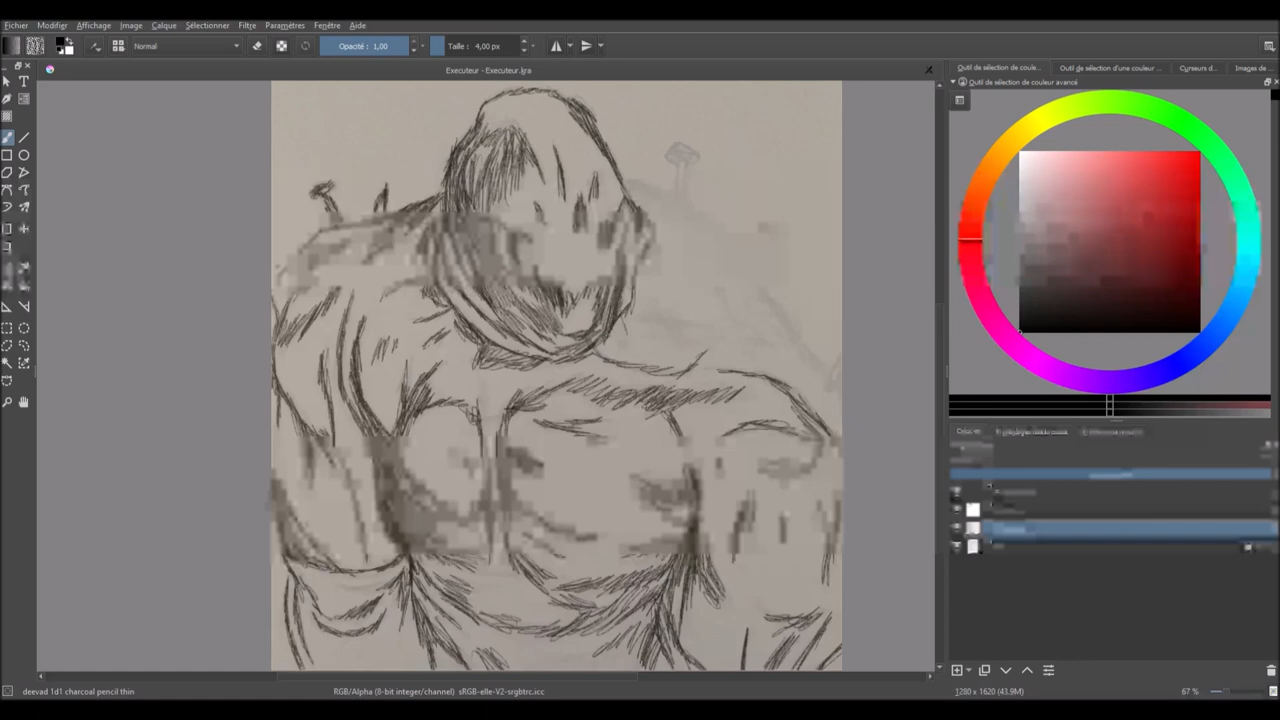 Fichier Modifier Affichage Image Calque Sélectionner Filtre Paramètres Fenêtre Aide
Normal Opacité : 1,00 Taille : 4,00 px
Executeur - Executeur.kra
Outil de sélection de coule... Outil de sélection d'une couleur ... Curseurs d... Images de ...
Outil de sélection de couleur avancé
deevad 1d1 charcoal pencil thin RGB/Alpha (8-bit integer/channel) sRGB-elle-V2-srgbtrc.icc 1280 x 1620 (43.9M) 67 %